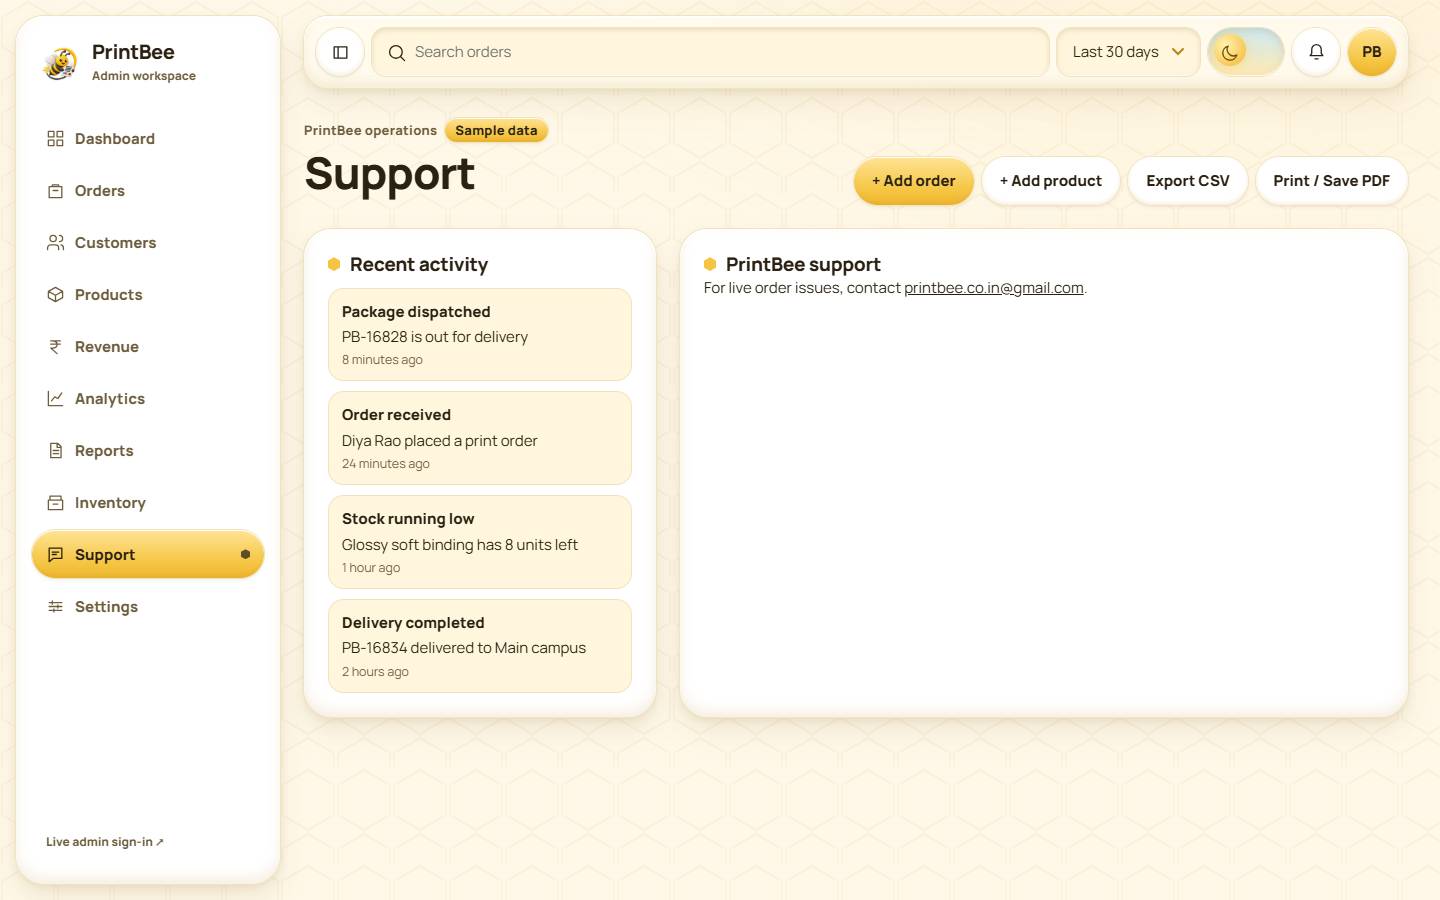 PrintBee
Admin workspace
Dashboard
Orders
Customers
Products
Revenue
Analytics
Reports
Inventory
Support
Settings
Live admin sign-in ↗
Search orders
Last 30 days
PB
PrintBee operations
Sample data
Support
+ Add order
+ Add product
Export CSV
Print / Save PDF
Recent activity
Package dispatched
PB-16828 is out for delivery
8 minutes ago
Order received
Diya Rao placed a print order
24 minutes ago
Stock running low
Glossy soft binding has 8 units left
1 hour ago
Delivery completed
PB-16834 delivered to Main campus
2 hours ago
PrintBee support
For live order issues, contact printbee.co.in@gmail.com.